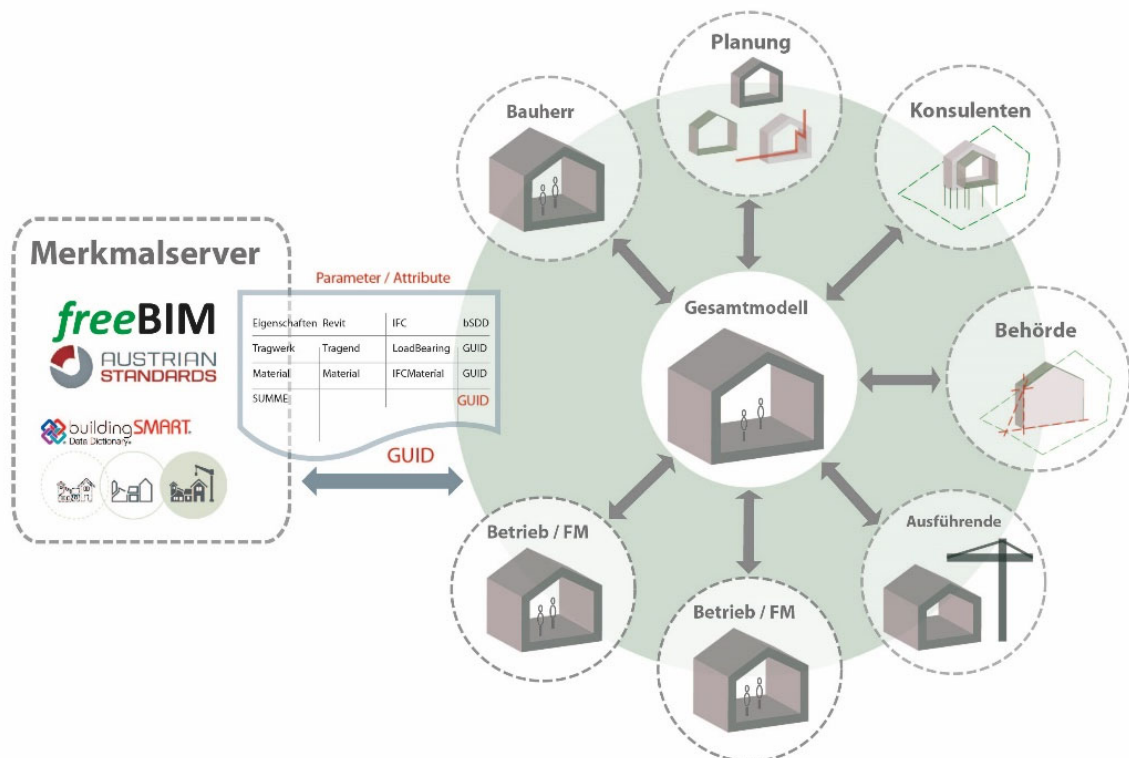 Merkmalserver
freeBIM
AUSTRIAN
STANDARDS
buildingSMART.
Data Dictionary
Parameter / Attribute
Eigenschaften Revit IFC bSDD
Tragwerk Tragend LoadBearing GUID
Material Material IFCMaterial GUID
SUMME GUID
GUID
Bauherr
Planung
Konsulenten
Gesamtmodell
Behörde
Ausführende
Betrieb / FM
Betrieb / FM